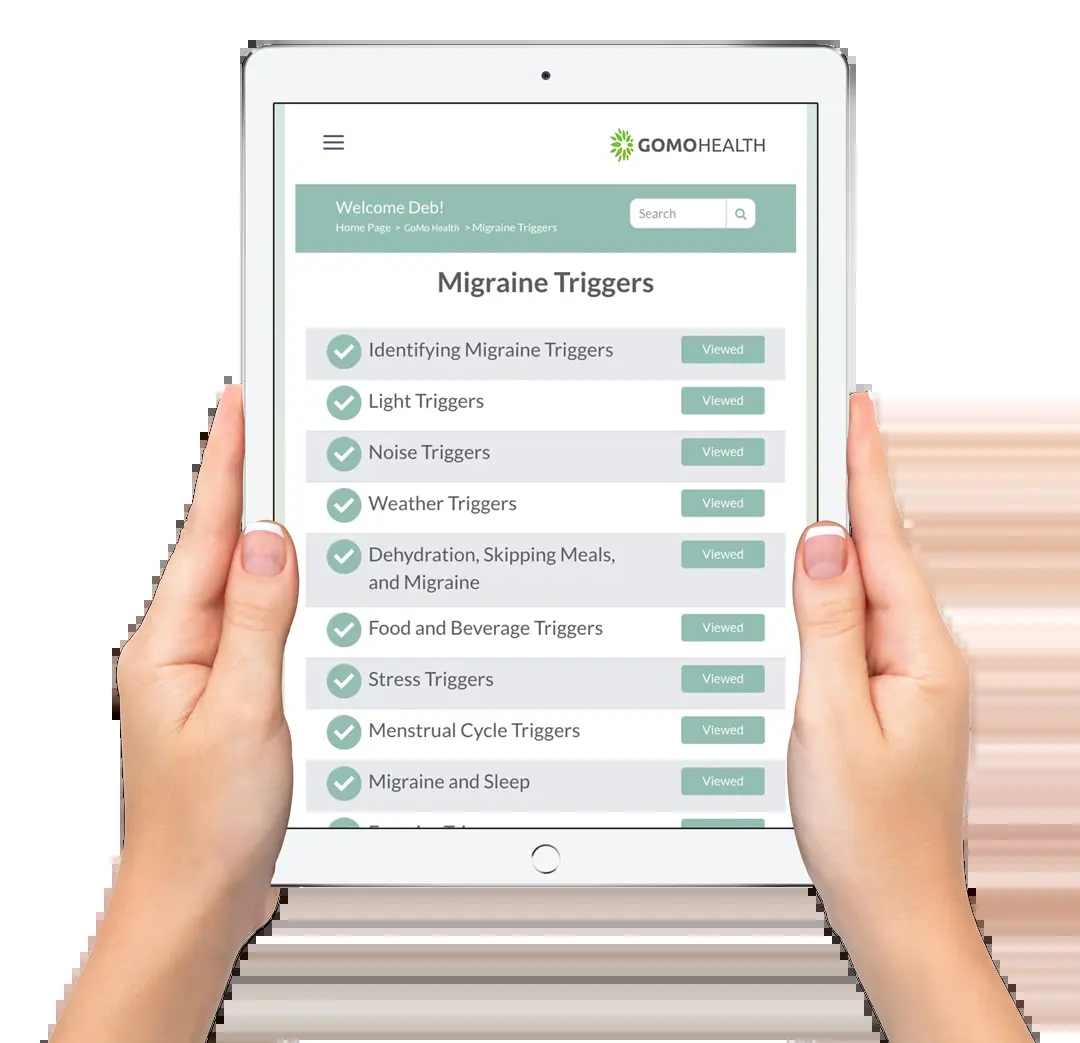 GOMOHEALTH
Welcome Deb!
Search
Home Page > GoMo Health > Migraine Triggers
Migraine Triggers
Identifying Migraine Triggers Viewed
Light Triggers Viewed
Noise Triggers Viewed
Weather Triggers Viewed
Dehydration, Skipping Meals, Viewed
and Migraine
Food and Beverage Triggers Viewed
Stress Triggers Viewed
Menstrual Cycle Triggers Viewed
Migraine and Sleep Viewed